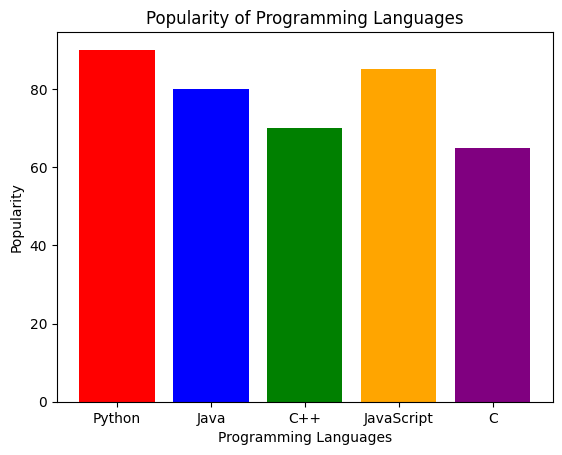 Popularity of Programming Languages
Popularity
80
60
40
20
0
Python Java C++ JavaScript C
Programming Languages